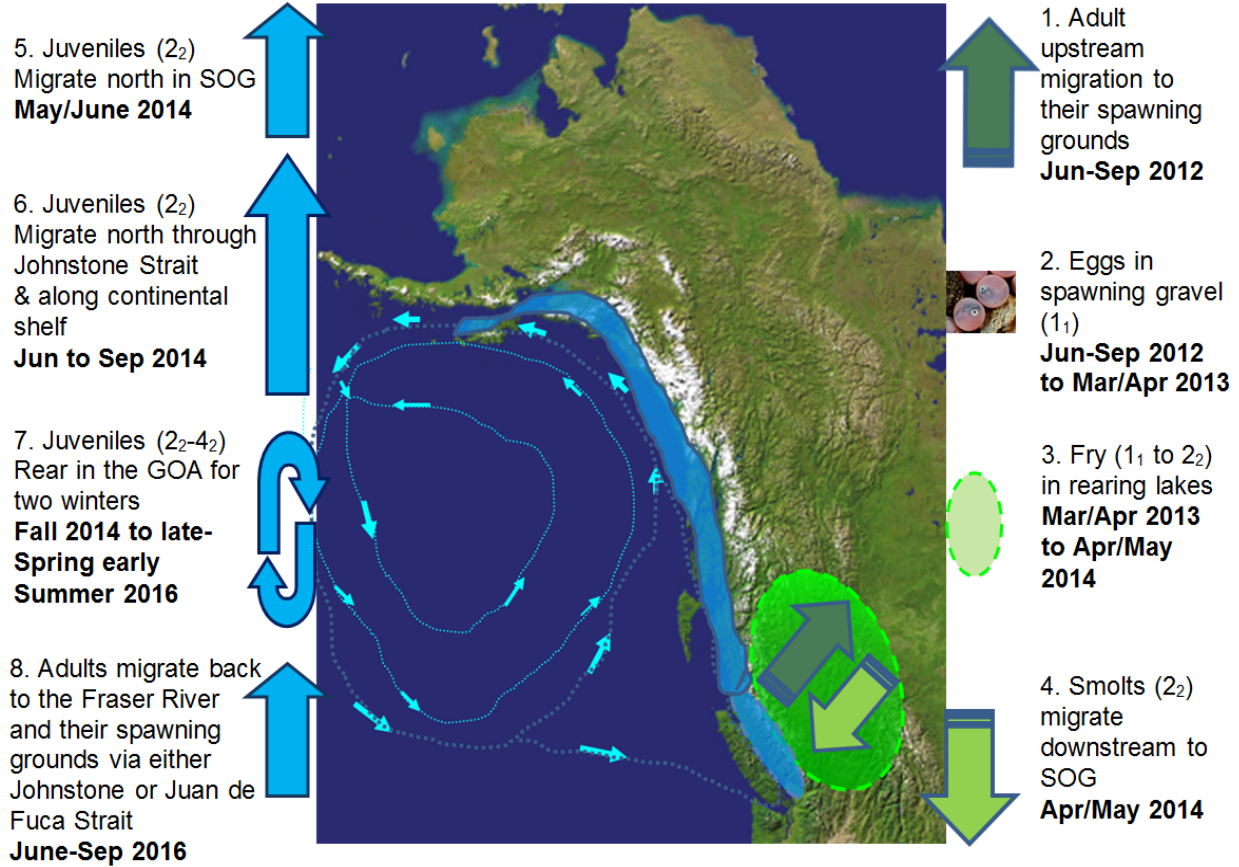 5. Juveniles (2₂)
Migrate north in SOG
May/June 2014
6. Juveniles (2₂)
Migrate north through
Johnstone Strait
& along continental
shelf
Jun to Sep 2014
7. Juveniles (2₂-4₂)
Rear in the GOA for
two winters
Fall 2014 to late-
Spring early
Summer 2016
8. Adults migrate back
to the Fraser River
and their spawning
grounds via either
Johnstone or Juan de
Fuca Strait
June-Sep 2016
1. Adult
upstream
migration to
their spawning
grounds
Jun-Sep 2012
2. Eggs in
spawning gravel
(1₁)
Jun-Sep 2012
to Mar/Apr 2013
3. Fry (1₁ to 2₂)
in rearing lakes
Mar/Apr 2013
to Apr/May
2014
4. Smolts (2₂)
migrate
downstream to
SOG
Apr/May 2014